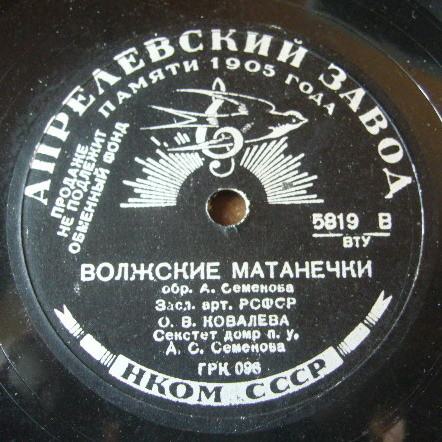 АПРЕЛЕВСКИЙ ЗАВОД
ПАМЯТИ 1905 ГОДА
ПРОДАЖЕ
НЕ ПОДЛЕЖИТ
ОБМЕННЫЙ ФОНД
5819 В
ВТУ
ВОЛЖСКИЕ МАТАНЕЧКИ
обр. А. Семенова
Засл. арт. РСФСР
О. В. КОВАЛЕВА
Секстет домр п. у.
А. С. Семенова
ГРК 096
НКОМ СССР